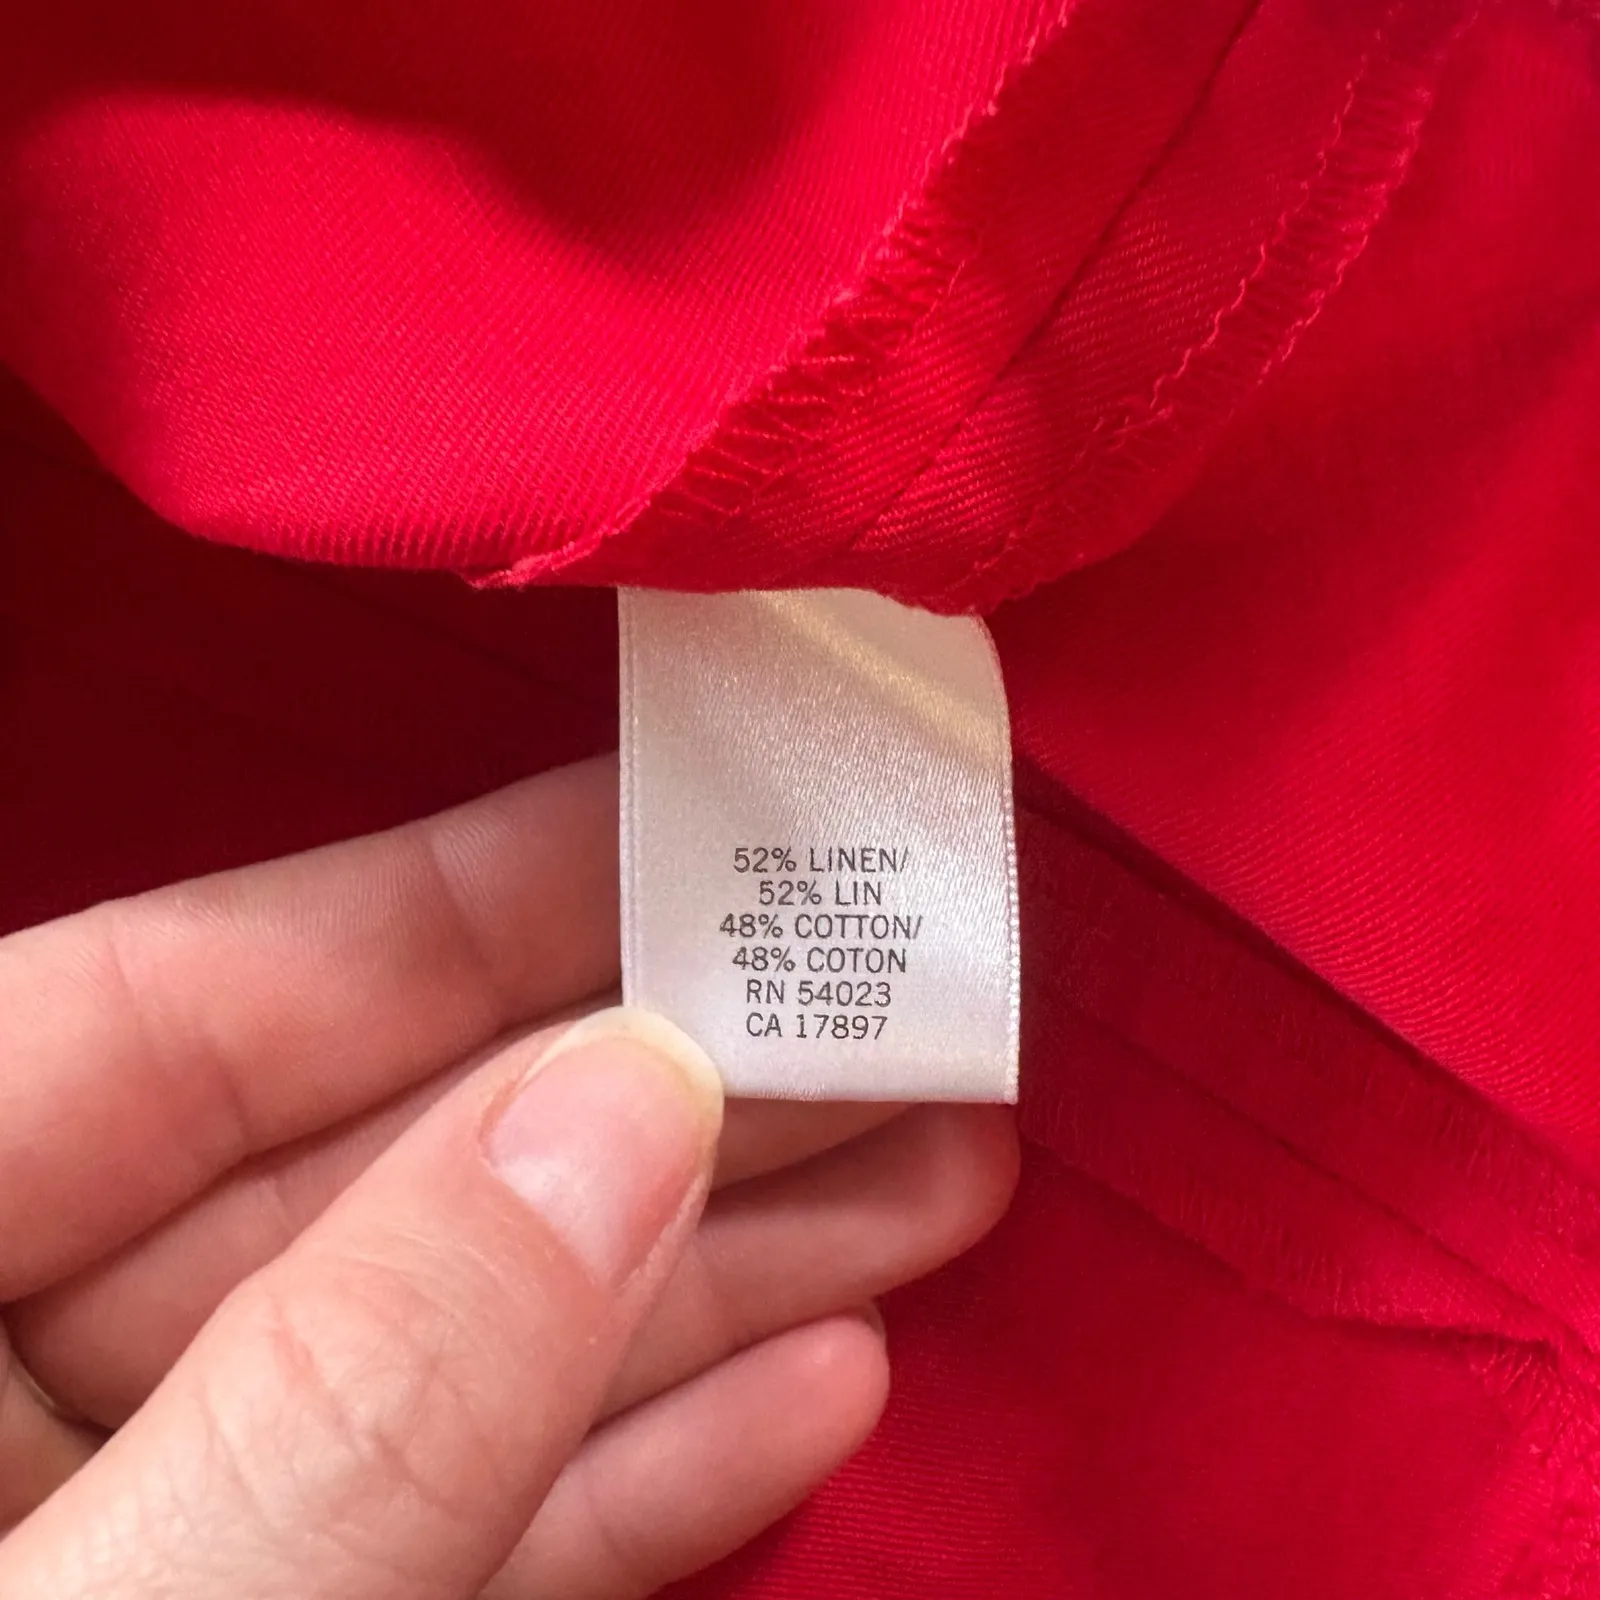 52% LINEN/
52% LIN
48% COTTON/
48% COTON
RN 54023
CA 17897